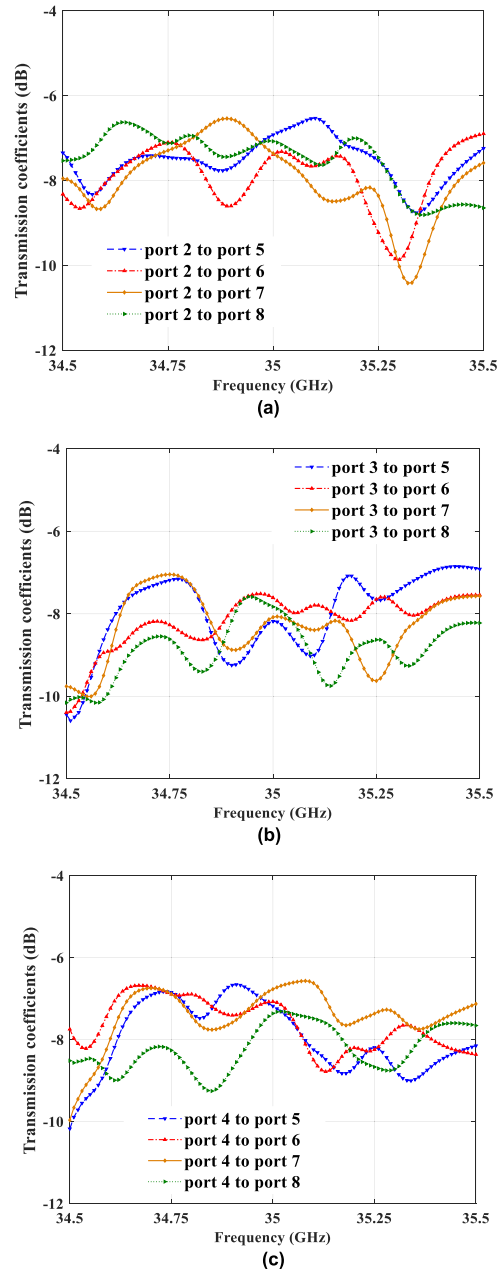 Transmission coefficients (dB)
-4
-6
-8
-10
-12
port 2 to port 5
port 2 to port 6
port 2 to port 7
port 2 to port 8
34.5
34.75
35
35.25
35.5
Frequency (GHz)
(a)
Transmission coefficients (dB)
-4
-6
-8
-10
-12
port 3 to port 5
port 3 to port 6
port 3 to port 7
port 3 to port 8
34.5
34.75
35
35.25
35.5
Frequency (GHz)
(b)
Transmission coefficients (dB)
-4
-6
-8
-10
-12
port 4 to port 5
port 4 to port 6
port 4 to port 7
port 4 to port 8
34.5
34.75
35
35.25
35.5
Frequency (GHz)
(c)